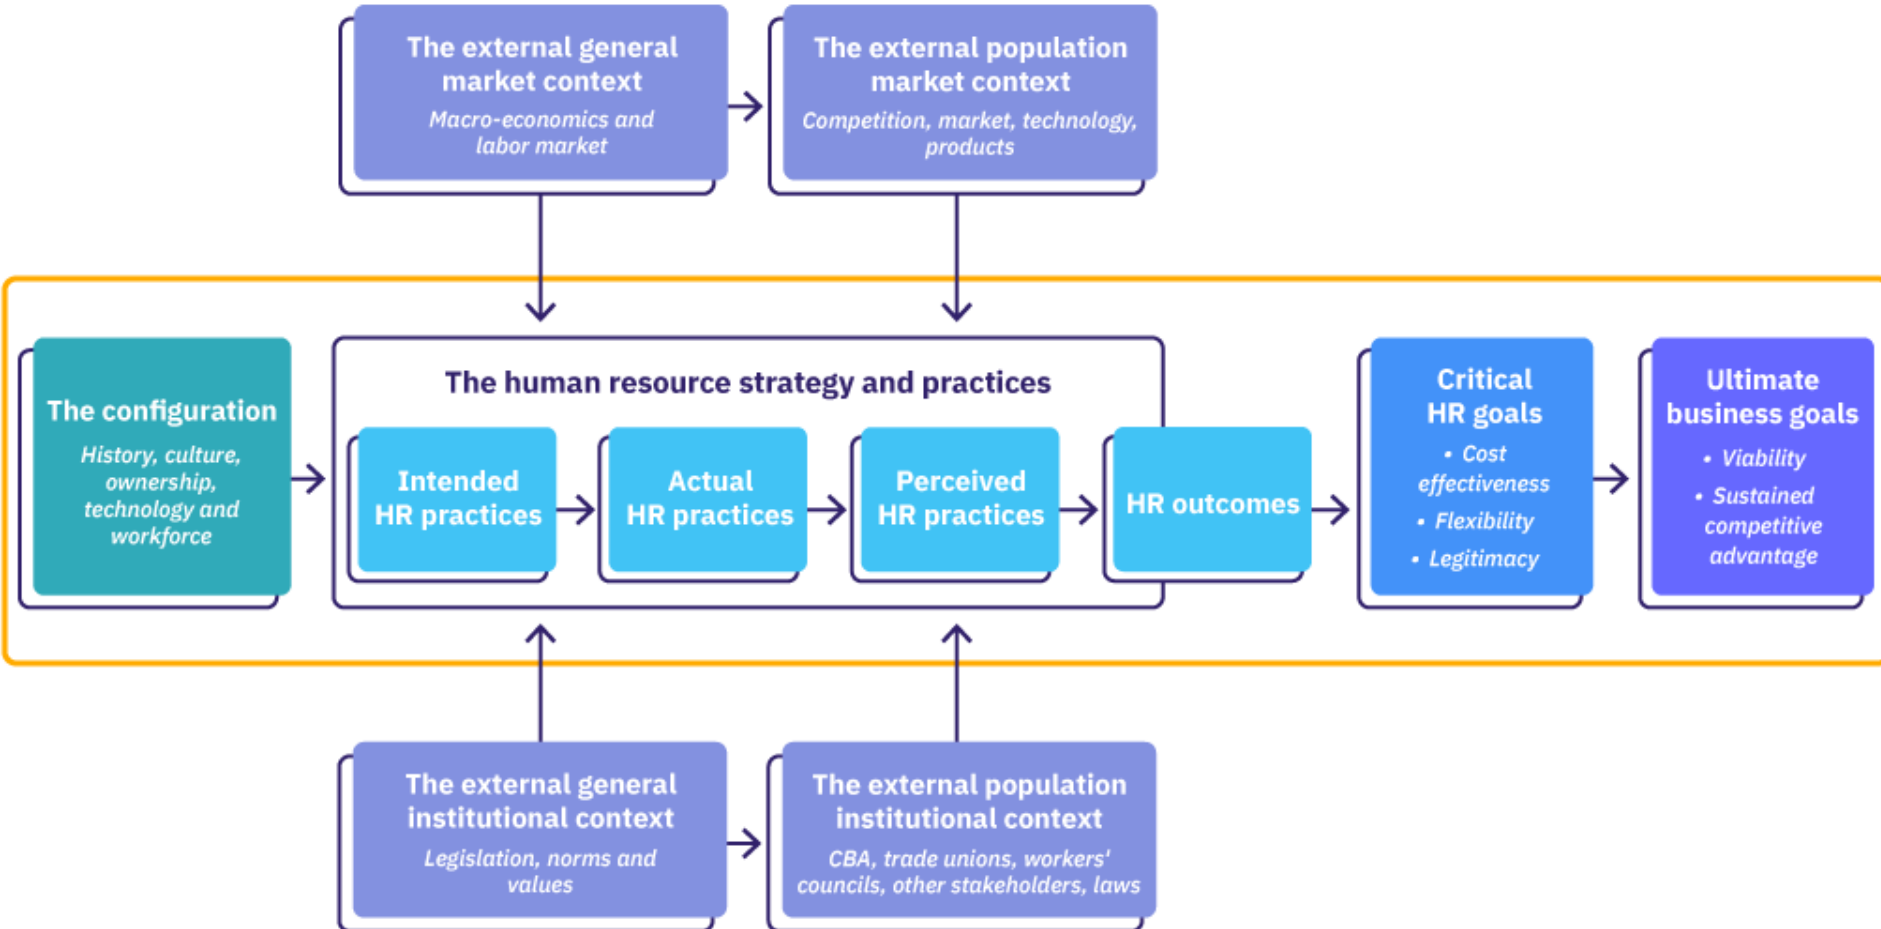 The external general
market context
Macro-economics and
labor market
The external population
market context
Competition, market, technology,
products
The configuration
History, culture,
ownership,
technology and
workforce
The human resource strategy and practices
Intended
HR practices
Actual
HR practices
Perceived
HR practices
HR outcomes
Critical
HR goals
• Cost
effectiveness
• Flexibility
• Legitimacy
Ultimate
business goals
• Viability
• Sustained
competitive
advantage
The external general
institutional context
Legislation, norms and
values
The external population
institutional context
CBA, trade unions, workers'
councils, other stakeholders, laws